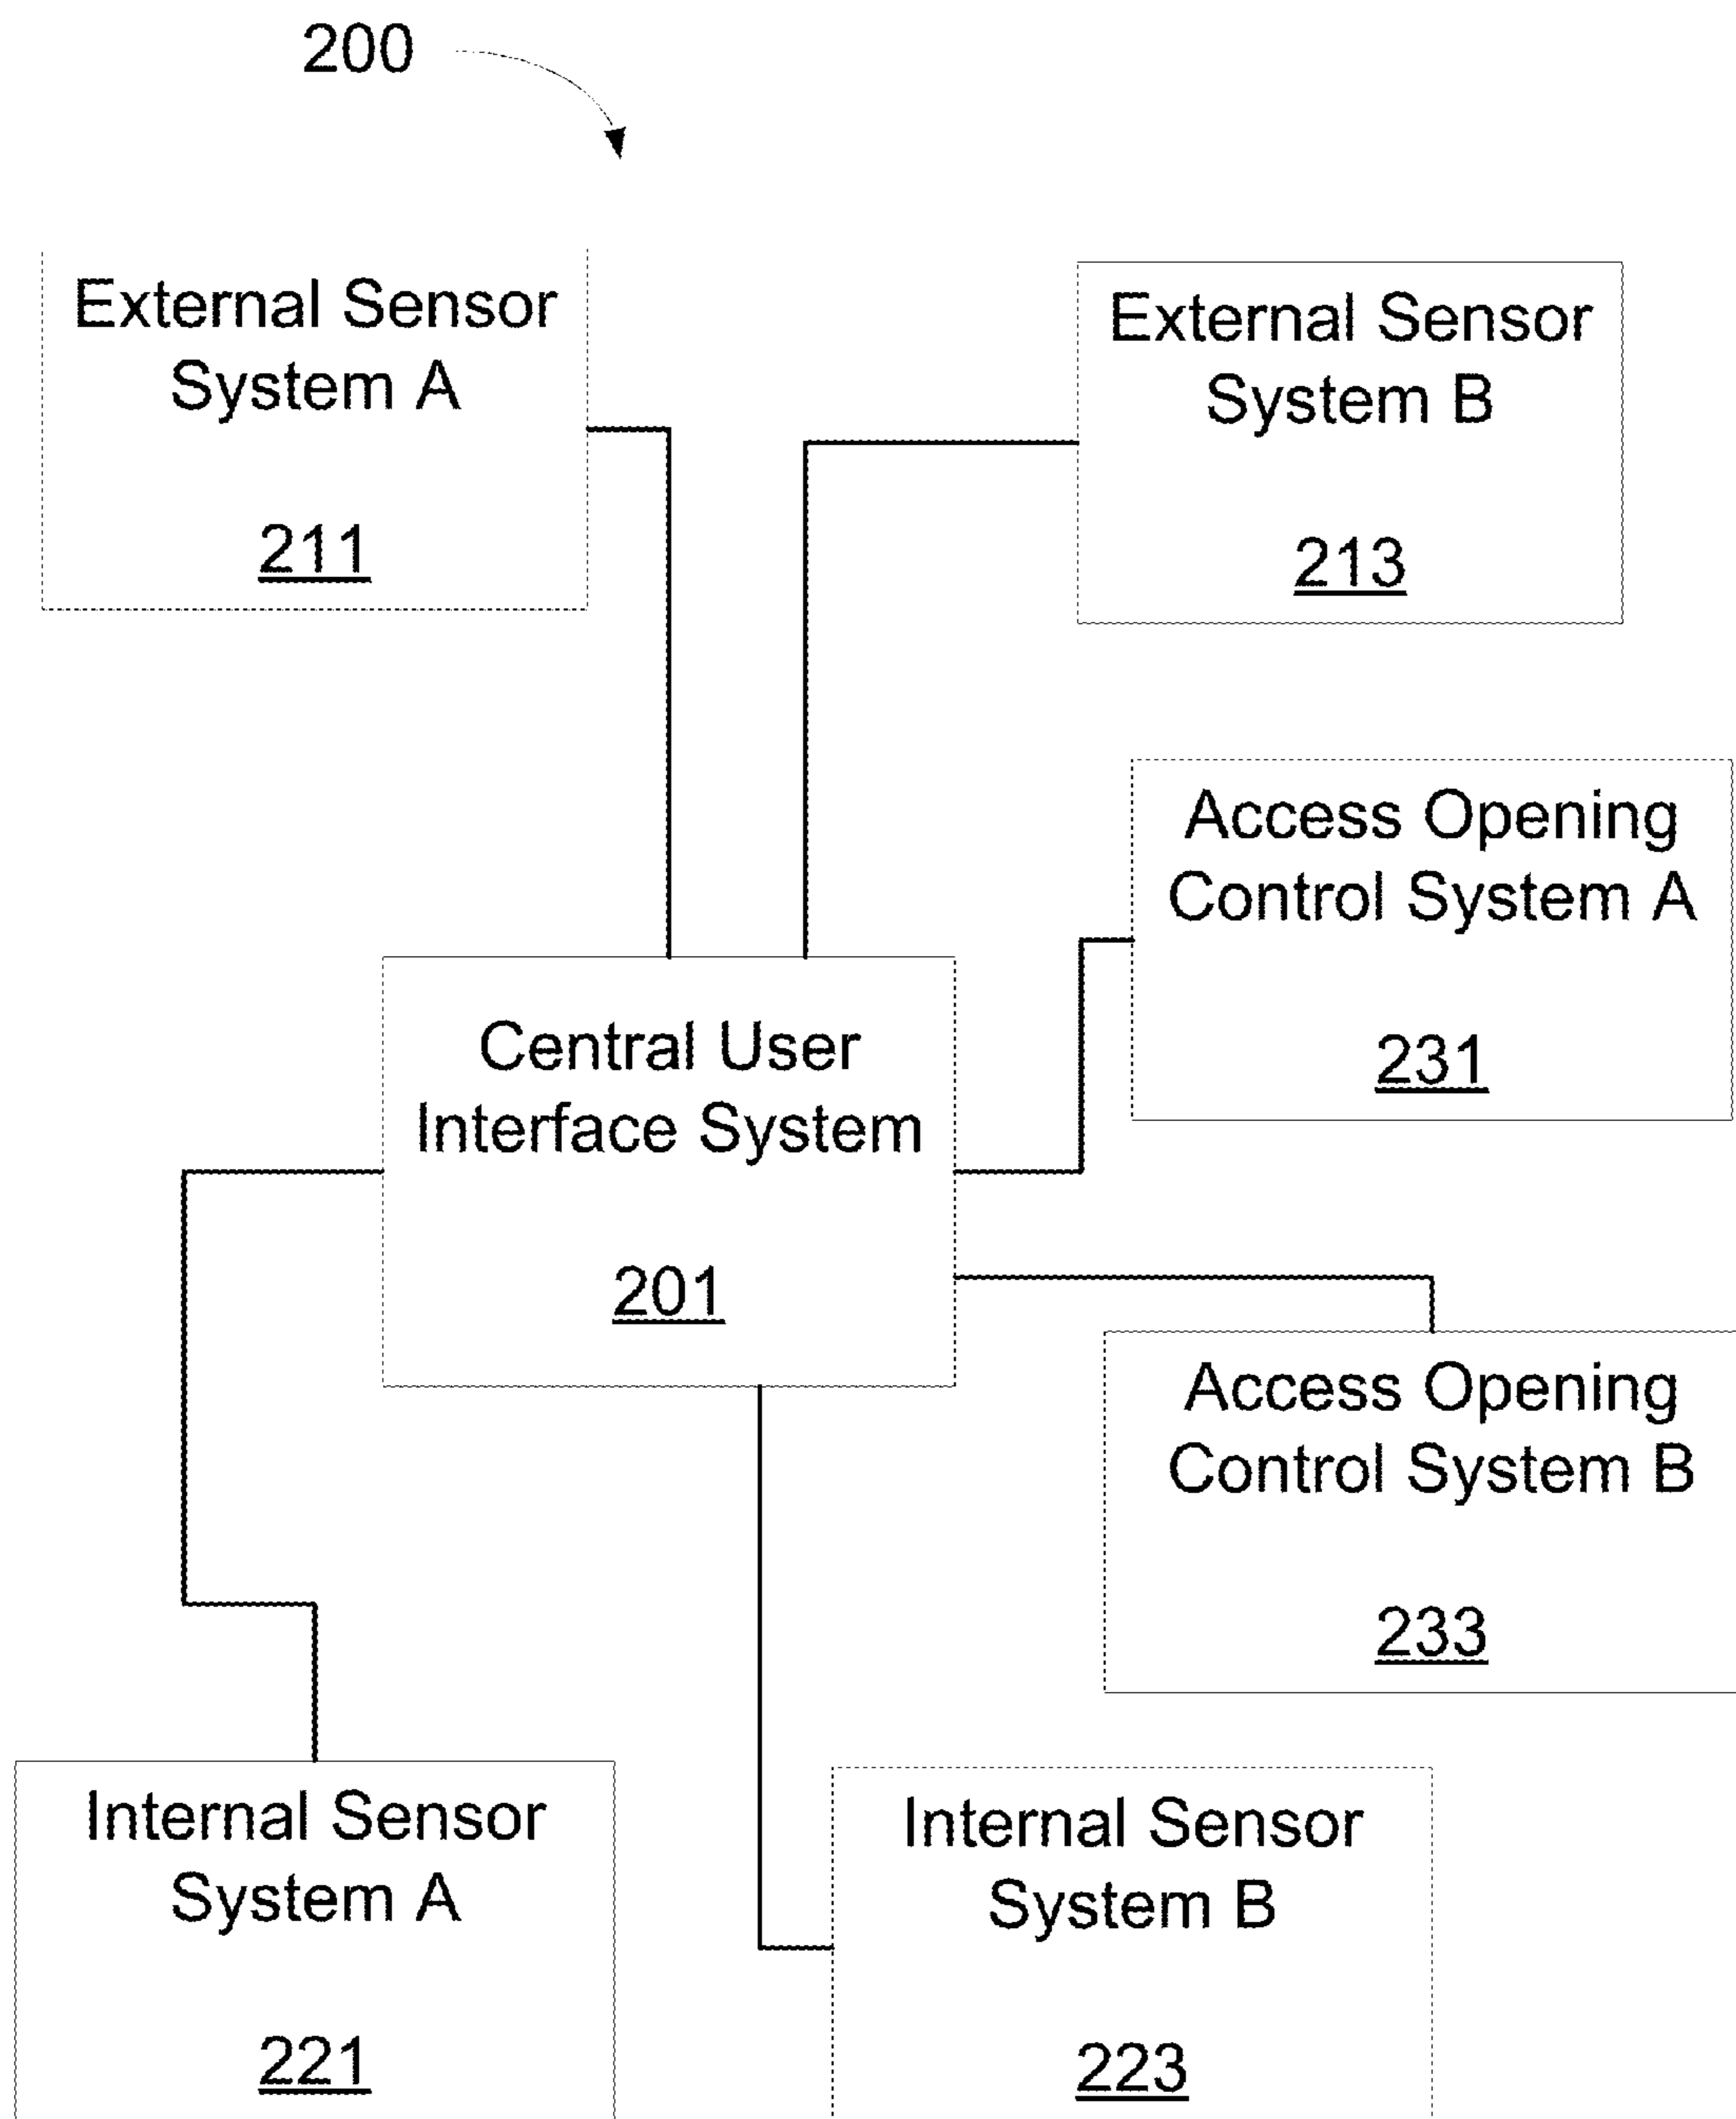 200
External Sensor
System A
211
External Sensor
System B
213
Access Opening
Control System A
231
Central User
Interface System
201
Access Opening
Control System B
233
Internal Sensor
System A
221
Internal Sensor
System B
223